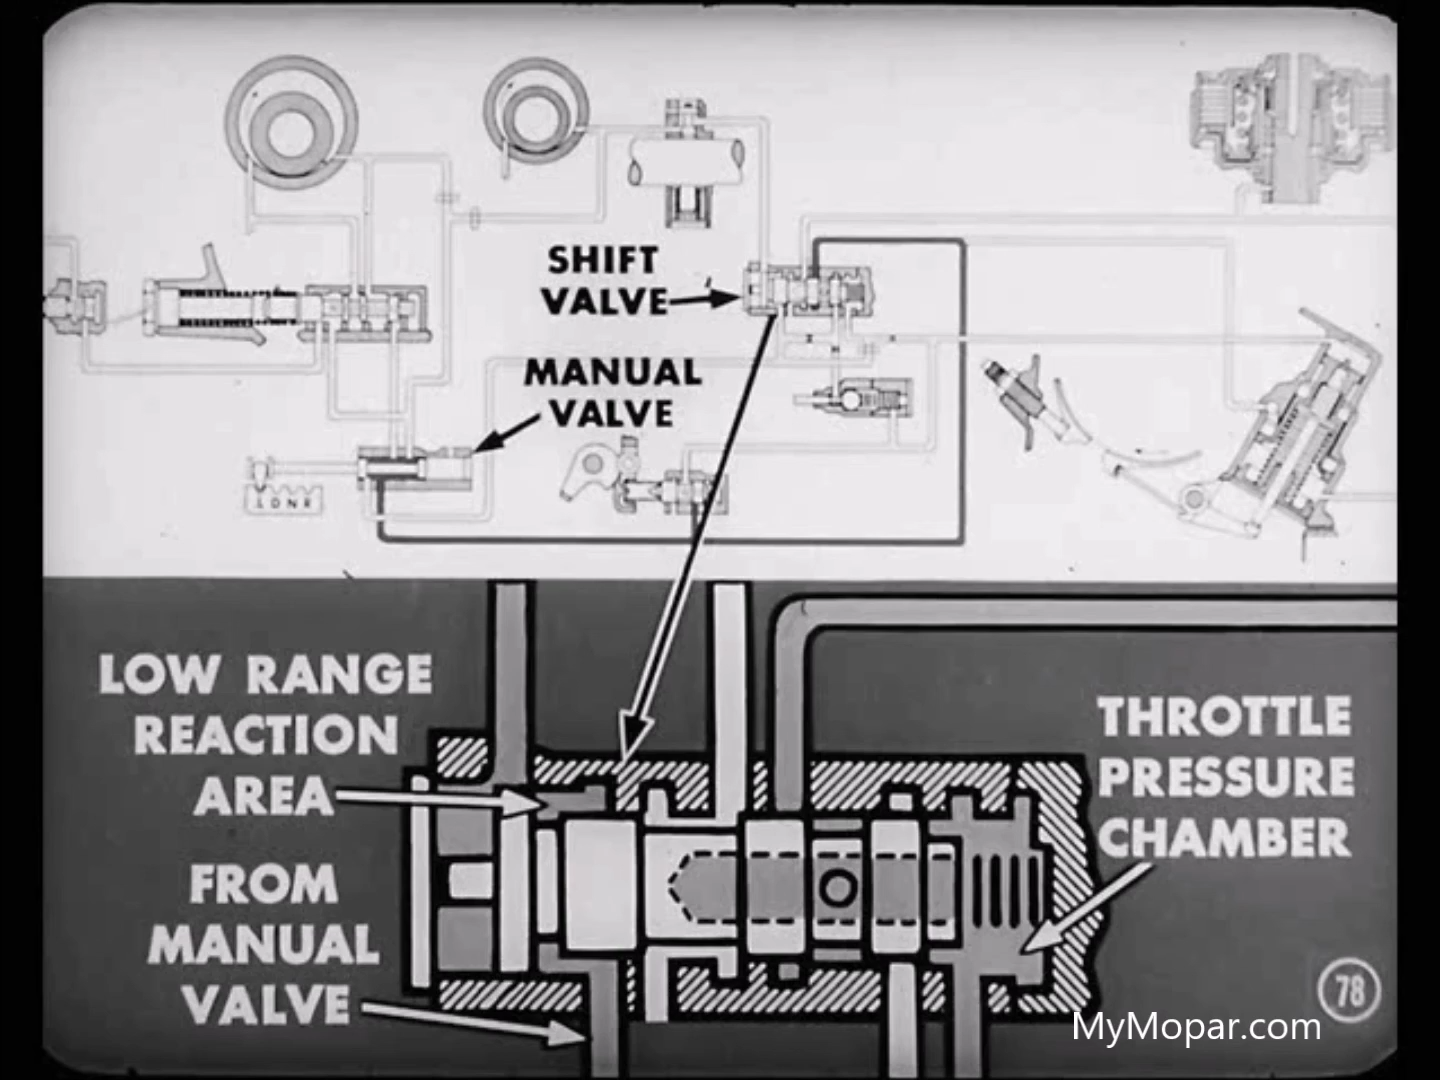 SHIFT
VALVE
MANUAL
VALVE
L D N R
LOW RANGE
REACTION
AREA
FROM
MANUAL
VALVE
THROTTLE
PRESSURE
CHAMBER
78
MyMopar.com